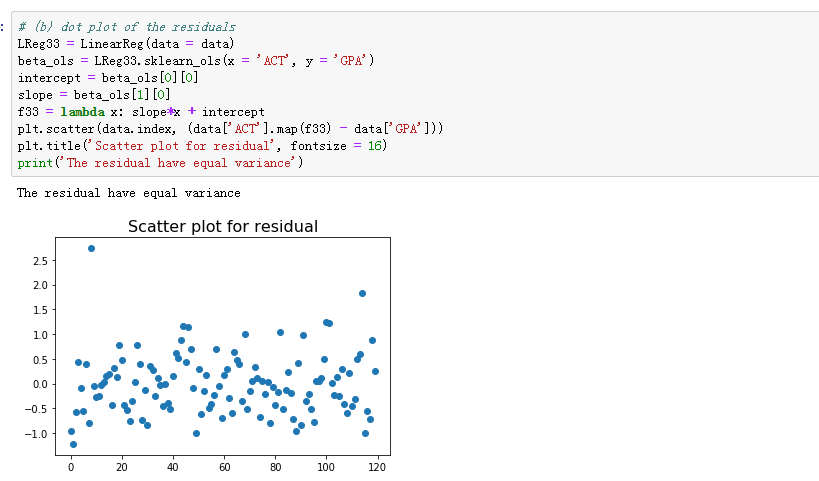 :
# (b) dot plot of the residuals
LReg33 = LinearReg(data = data)
beta_ols = LReg33.sklearn_ols(x = 'ACT', y = 'GPA')
intercept = beta_ols[0][0]
slope = beta_ols[1][0]
f33 = lambda x: slope*x + intercept
plt.scatter(data.index, (data['ACT'].map(f33) - data['GPA']))
plt.title('Scatter plot for residual', fontsize = 16)
print('The residual have equal variance')
The residual have equal variance
Scatter plot for residual
2.5
2.0
1.5
1.0
0.5
0.0
−0.5
−1.0
0 20 40 60 80 100 120